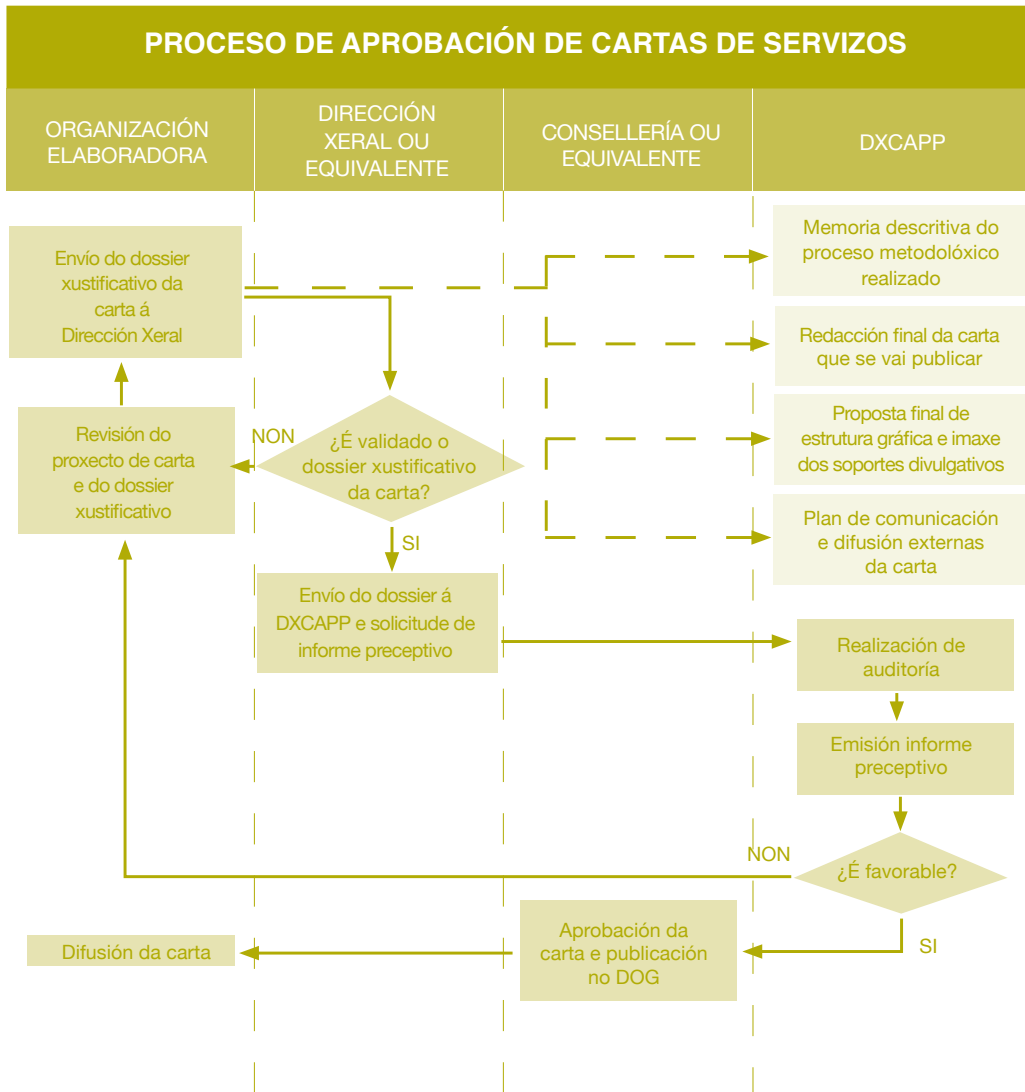 PROCESO DE APROBACIÓN DE CARTAS DE SERVIZOS
ORGANIZACIÓN
ELABORADORA
DIRECCIÓN
XERAL OU
EQUIVALENTE
CONSELLERÍA OU
EQUIVALENTE
DXCAPP
Envío do dossier
xustificativo da
carta á
Dirección Xeral
Memoria descritiva do
proceso metodolóxico
realizado
Redacción final da carta
que se vai publicar
Revisión do
proxecto de carta
e do dossier
xustificativo
NON
¿É validado o
dossier xustificativo
da carta?
Proposta final de
estrutura gráfica e imaxe
dos soportes divulgativos
SI
Plan de comunicación
e difusión externas
da carta
Envío do dossier á
DXCAPP e solicitude de
informe preceptivo
Realización de
auditoría
Emisión informe
preceptivo
NON
¿É favorable?
SI
Aprobación da
carta e publicación
no DOG
Difusión da carta